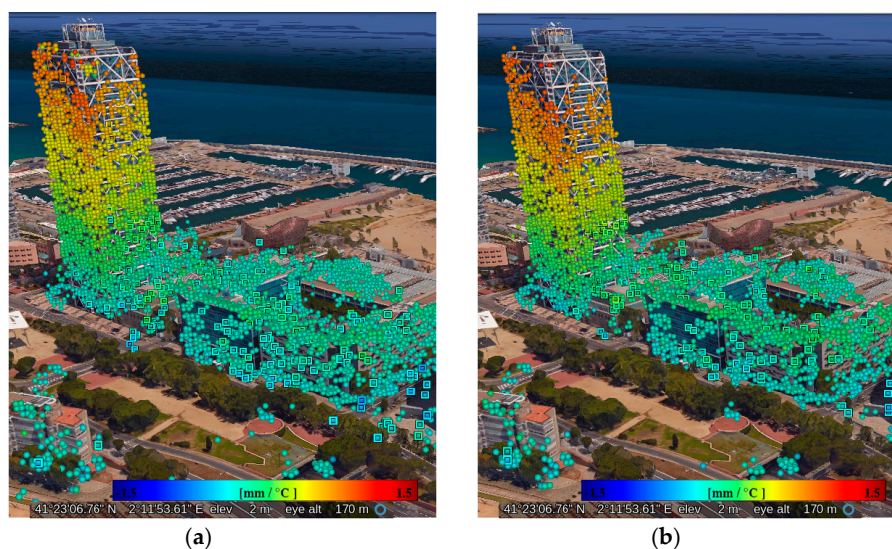 -1.5 [mm / °C] 1.5
41°23'06.76" N 2°11'53.61" E elev 2 m eye alt 170 m
(a)
-1.5 [mm / °C] 1.5
41°23'06.76" N 2°11'53.61" E elev 2 m eye alt 170 m
(b)